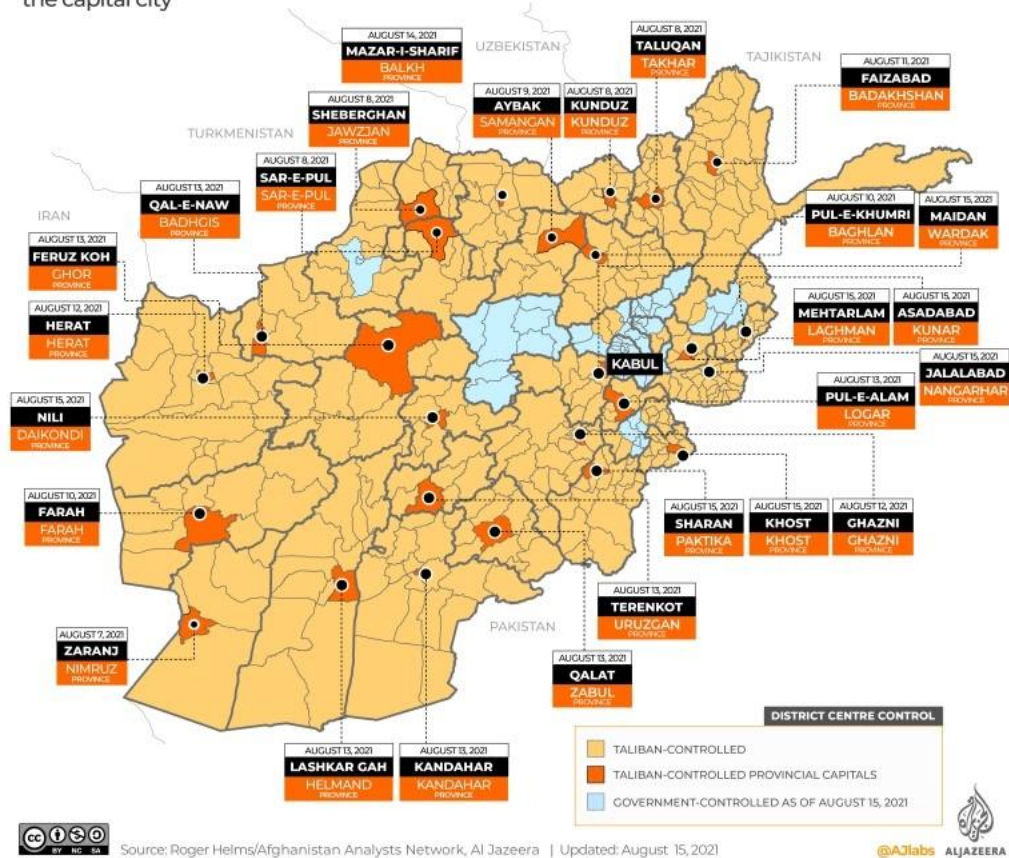 the capital city
AUGUST 14, 2021
MAZAR-I-SHARIF
BALKH
PROVINCE
UZBEKISTAN
AUGUST 8, 2021
TALUQAN
TAKHAR
PROVINCE
TAJIKISTAN
AUGUST 11, 2021
FAIZABAD
BADAKHSHAN
PROVINCE
AUGUST 8, 2021
SHEBERGHAN
JAWZJAN
PROVINCE
AUGUST 9, 2021
AYBAK
SAMANGAN
PROVINCE
AUGUST 8, 2021
KUNDUZ
KUNDUZ
PROVINCE
TURKMENISTAN
AUGUST 8, 2021
SAR-E-PUL
SAR-E-PUL
PROVINCE
AUGUST 13, 2021
QAL-E-NAW
BADHGIS
PROVINCE
AUGUST 10, 2021
PUL-E-KHUMRI
BAGHLAN
PROVINCE
AUGUST 15, 2021
MAIDAN
WARDAK
PROVINCE
IRAN
AUGUST 13, 2021
FERUZ KOH
GHOR
PROVINCE
AUGUST 12, 2021
HERAT
HERAT
PROVINCE
AUGUST 15, 2021
MEHTARLAM
LAGHMAN
PROVINCE
AUGUST 15, 2021
ASADABAD
KUNAR
PROVINCE
KABUL
AUGUST 15, 2021
JALALABAD
NANGARHAR
PROVINCE
AUGUST 13, 2021
PUL-E-ALAM
LOGAR
PROVINCE
AUGUST 15, 2021
NILI
DAIKONDI
PROVINCE
AUGUST 10, 2021
FARAH
FARAH
PROVINCE
AUGUST 15, 2021
SHARAN
PAKTIKA
PROVINCE
AUGUST 15, 2021
KHOST
KHOST
PROVINCE
AUGUST 12, 2021
GHAZNI
GHAZNI
PROVINCE
AUGUST 13, 2021
TERENKOT
URUZGAN
PROVINCE
PAKISTAN
AUGUST 7, 2021
ZARANJ
NIMRUZ
PROVINCE
AUGUST 13, 2021
QALAT
ZABUL
PROVINCE
AUGUST 13, 2021
LASHKAR GAH
HELMAND
PROVINCE
AUGUST 13, 2021
KANDAHAR
KANDAHAR
PROVINCE
DISTRICT CENTRE CONTROL
TALIBAN-CONTROLLED
TALIBAN-CONTROLLED PROVINCIAL CAPITALS
GOVERNMENT-CONTROLLED AS OF AUGUST 15, 2021
CC BY NC SA
Source: Roger Helms/Afghanistan Analysts Network, Al Jazeera | Updated: August 15, 2021
@AJlabs
ALJAZEERA